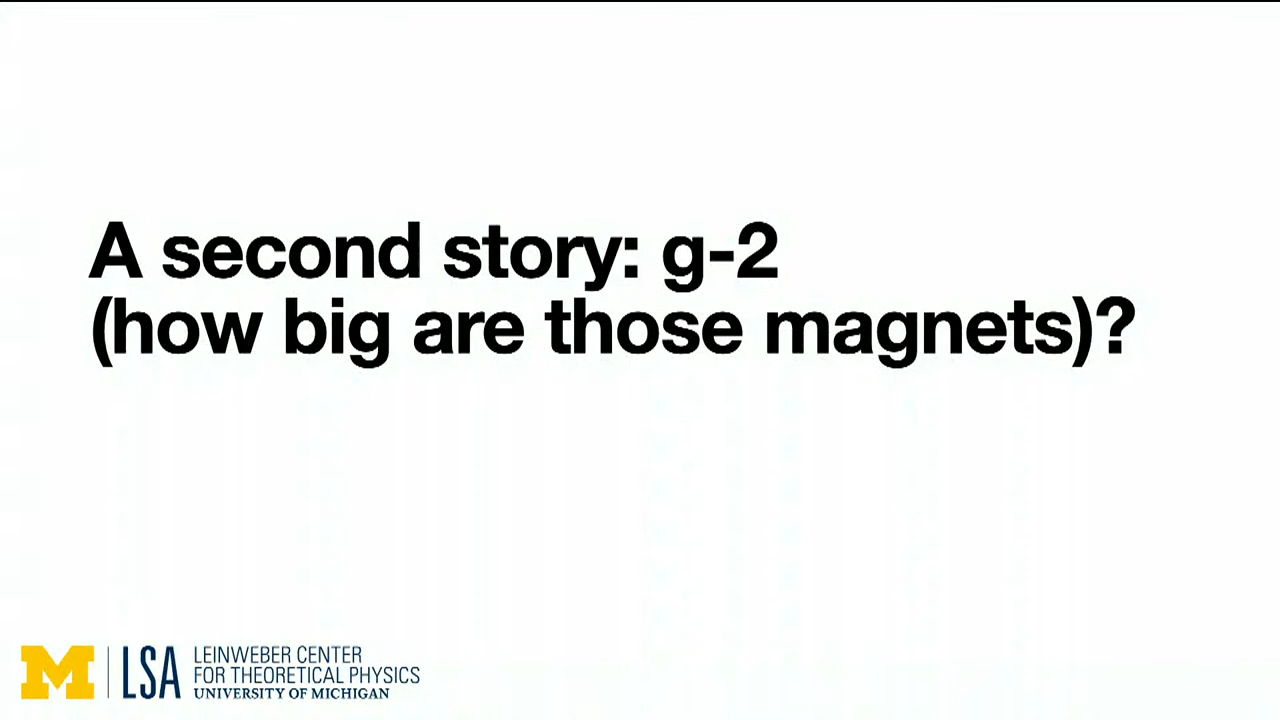 A second story: g-2
(how big are those magnets)?
M LSA LEINWEBER CENTER
FOR THEORETICAL PHYSICS
UNIVERSITY OF MICHIGAN